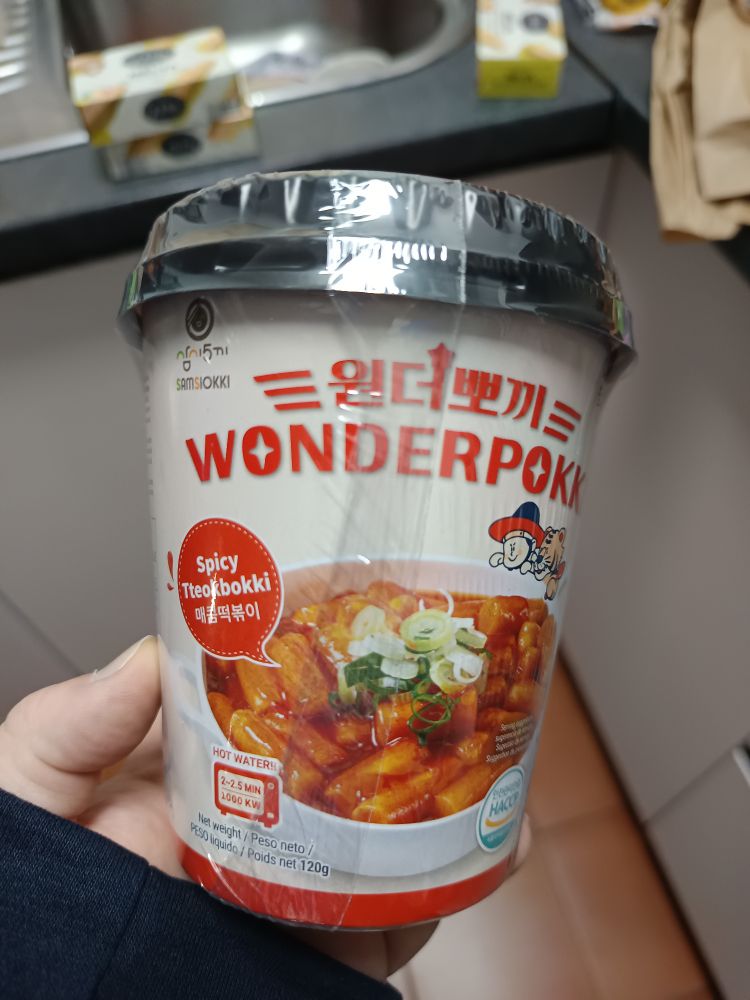 삼시5끼
SAMSIOKKI
원더뽀끼
WONDERPOKK
Spicy
Tteokbokki
매콤떡볶이
HOT WATER!!
2~2.5 MIN
1000 KW
Net weight / Peso neto /
PESO líquido / Poids net 120g
HACCP